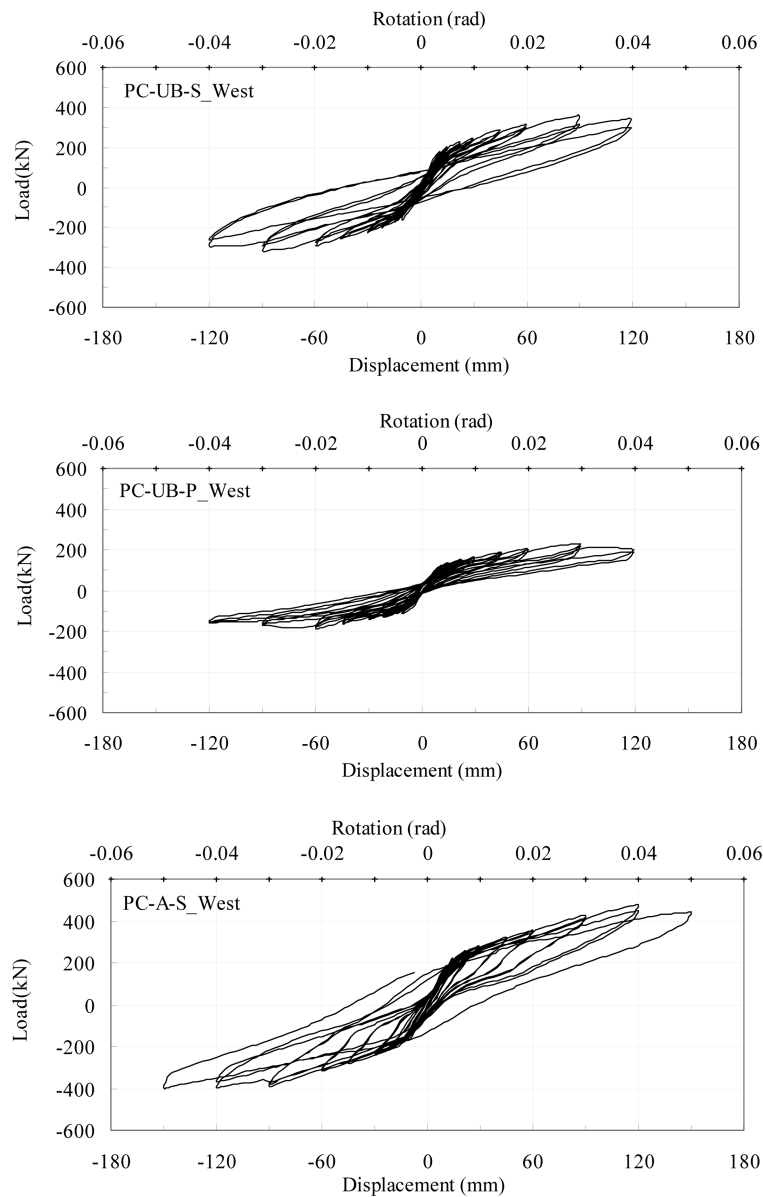 Rotation (rad)
-0.06 -0.04 -0.02 0 0.02 0.04 0.06
600
PC-UB-S_West
400
200
0
-200
-400
-600
Load(kN)
-180 -120 -60 0 60 120 180
Displacement (mm)
Rotation (rad)
-0.06 -0.04 -0.02 0 0.02 0.04 0.06
600
PC-UB-P_West
400
200
0
-200
-400
-600
Load(kN)
-180 -120 -60 0 60 120 180
Displacement (mm)
Rotation (rad)
-0.06 -0.04 -0.02 0 0.02 0.04 0.06
600
PC-A-S_West
400
200
0
-200
-400
-600
Load(kN)
-180 -120 -60 0 60 120 180
Displacement (mm)